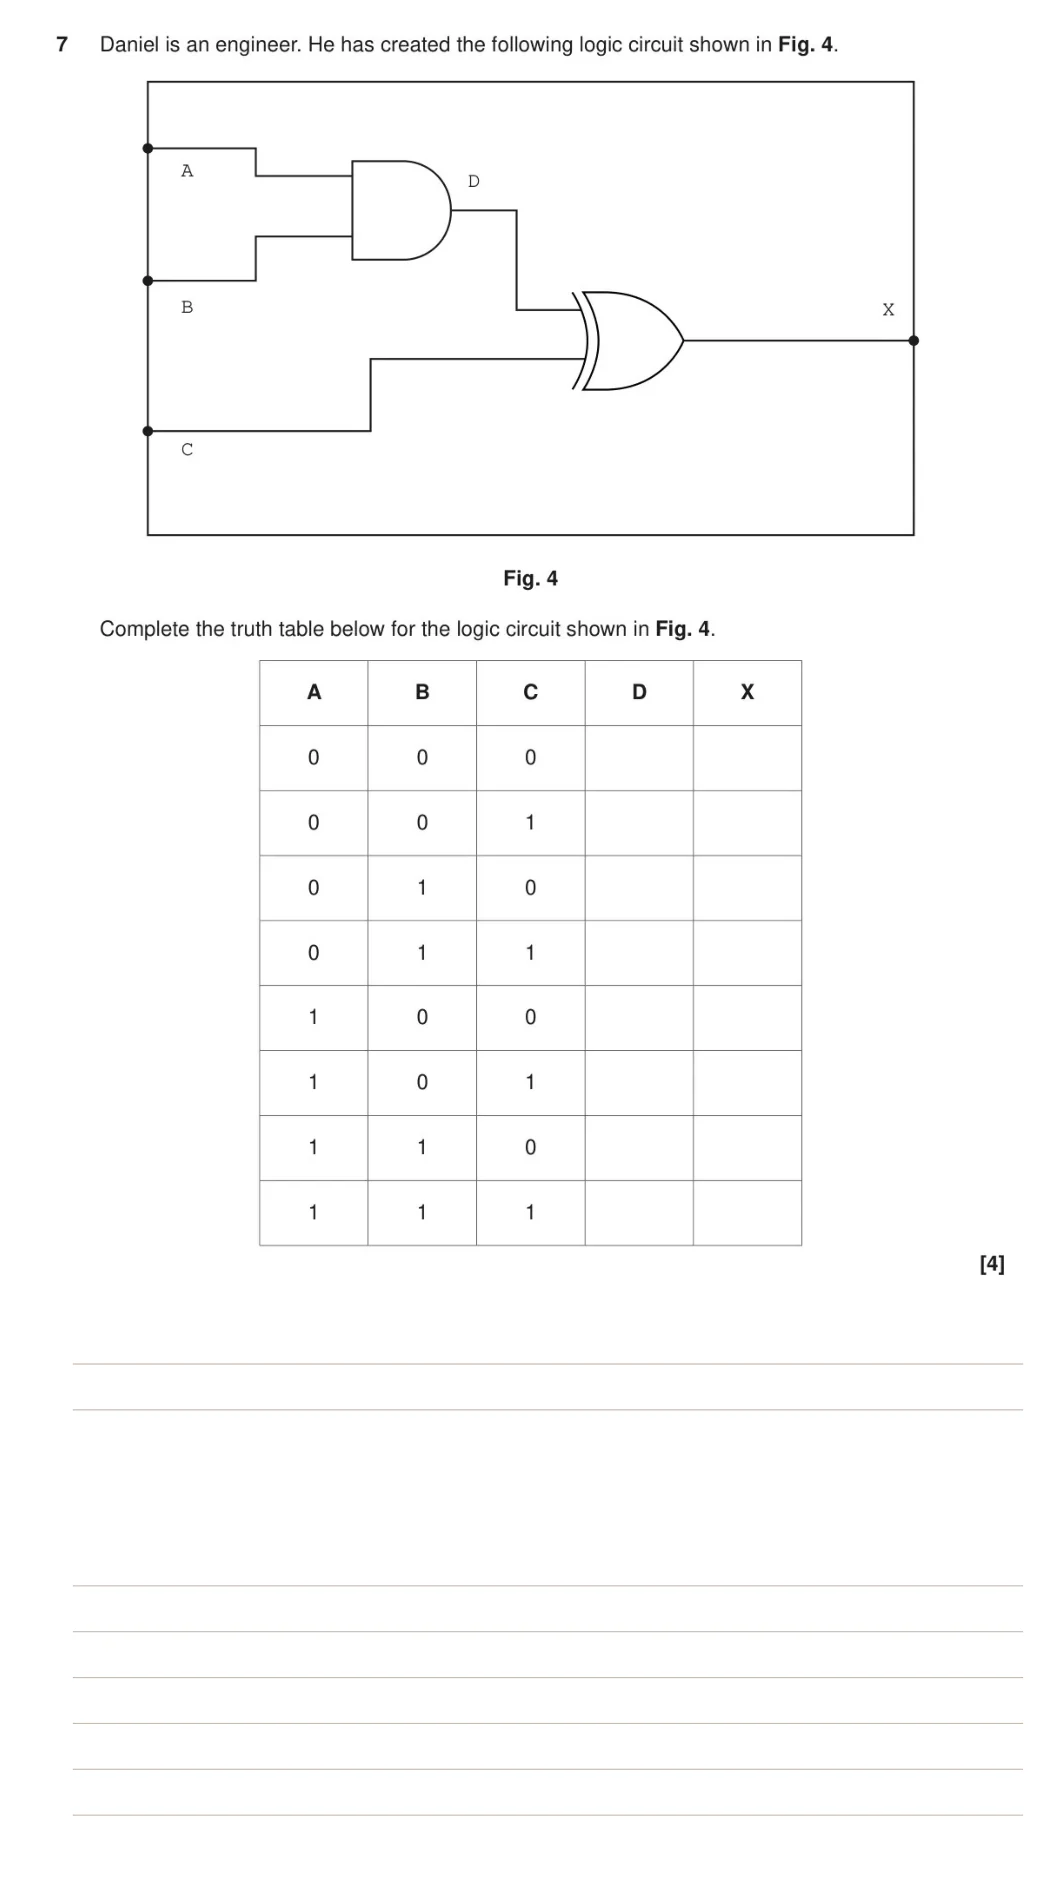 7 Daniel is an engineer. He has created the following logic circuit shown in Fig. 4.
A
D
B
X
C
Fig. 4
Complete the truth table below for the logic circuit shown in Fig. 4.
A B C D X
0 0 0
0 0 1
0 1 0
0 1 1
1 0 0
1 0 1
1 1 0
1 1 1
[4]